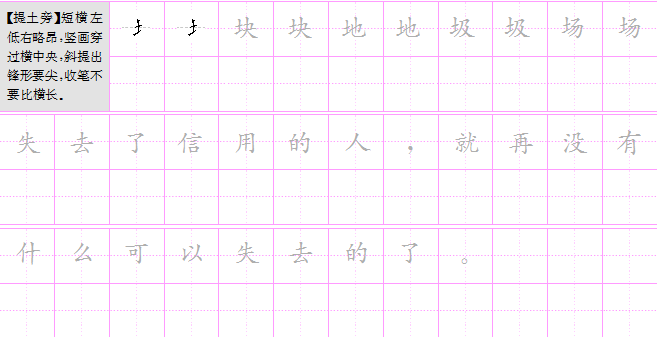 【提土旁】短横左
低右略昂，竖画穿
过横中央，斜提出
锋形要尖，收笔不
要比横长。
扌 扌 块 块 地 地 圾 圾 场 场
失 去 了 信 用 的 人 ， 就 再 没 有
什 么 可 以 失 去 的 了 。